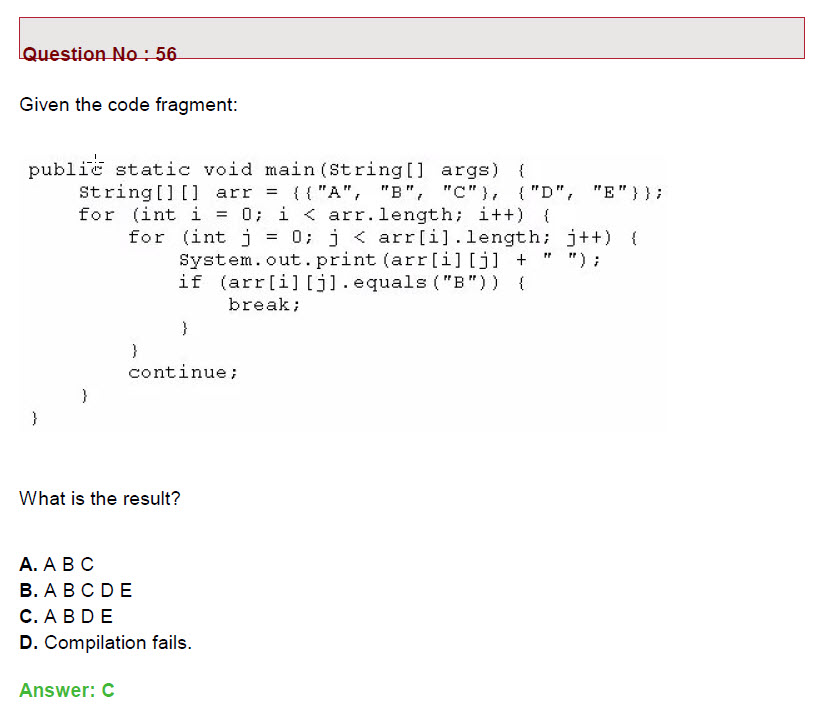 Question No : 56
Given the code fragment:
public static void main(String[] args) {
String[][] arr = {{"A", "B", "C"}, {"D", "E"}};
for (int i = 0; i < arr.length; i++) {
for (int j = 0; j < arr[i].length; j++) {
System.out.print(arr[i][j] + " ");
if (arr[i][j].equals("B")) {
break;
}
}
continue;
}
}
What is the result?
A. A B C
B. A B C D E
C. A B D E
D. Compilation fails.
Answer: C